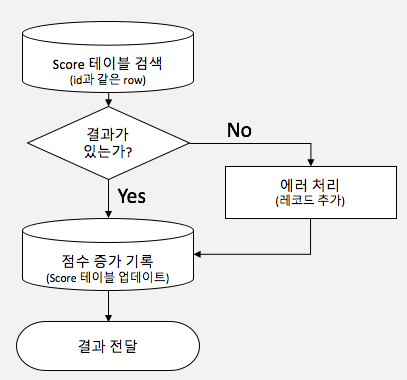 Score 테이블 검색
(id과 같은 row)
결과가
있는가?
No
Yes
에러 처리
(레코드 추가)
점수 증가 기록
(Score 테이블 업데이트)
결과 전달